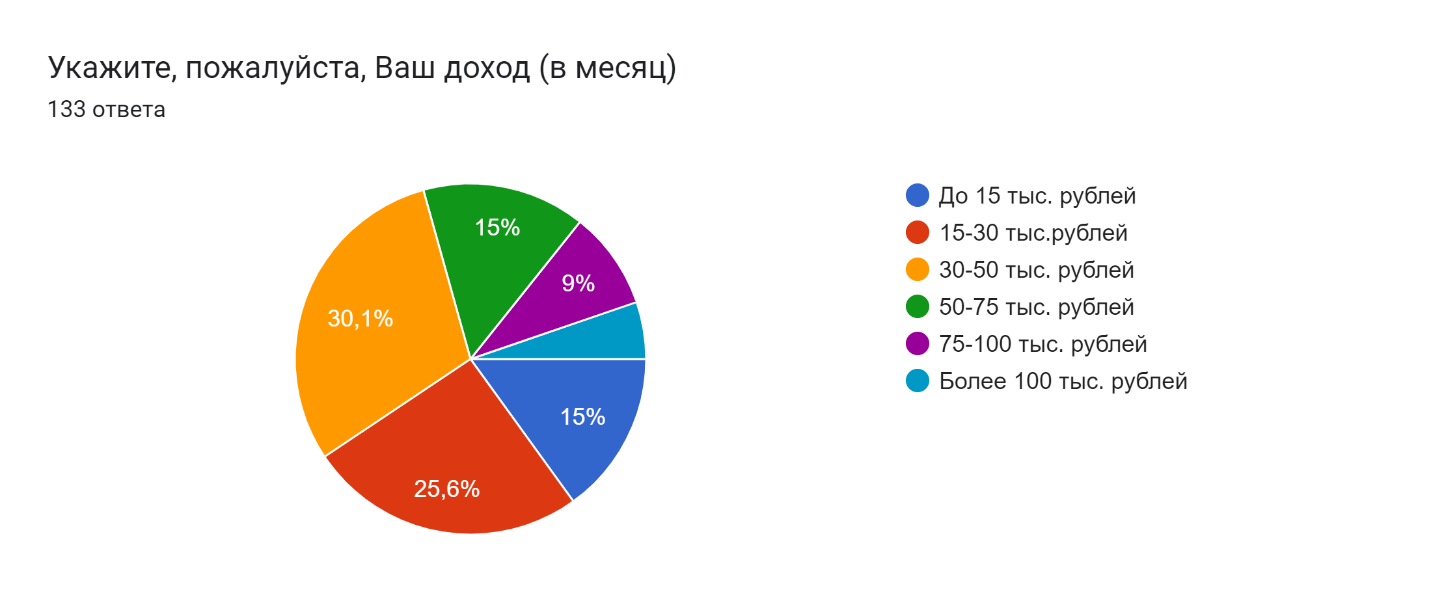 Укажите, пожалуйста, Ваш доход (в месяц)
133 ответа
15%
9%
30,1%
15%
25,6%
До 15 тыс. рублей
15-30 тыс.рублей
30-50 тыс. рублей
50-75 тыс. рублей
75-100 тыс. рублей
Более 100 тыс. рублей